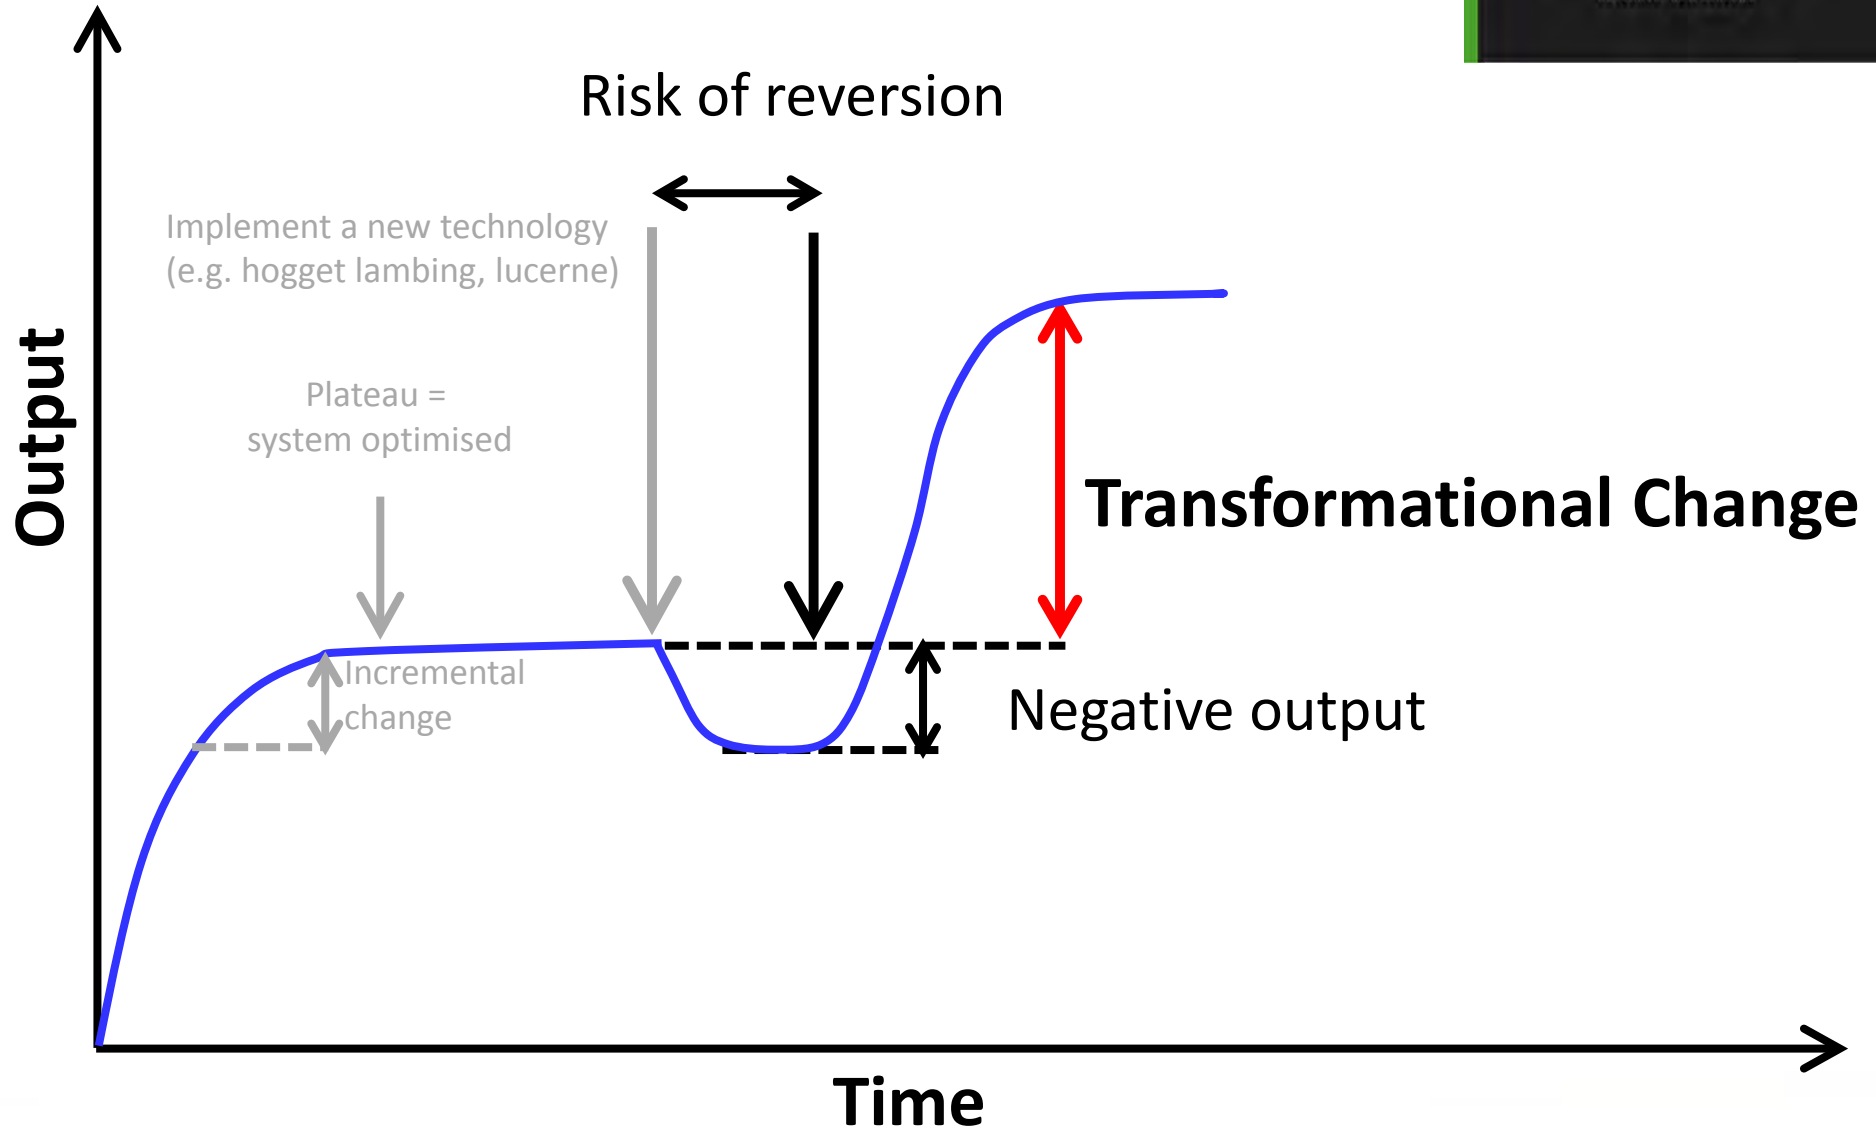 Risk of reversion
Implement a new technology
(e.g. hogget lambing, lucerne)
Plateau =
system optimised
Output
Transformational Change
Incremental
change
Negative output
Time